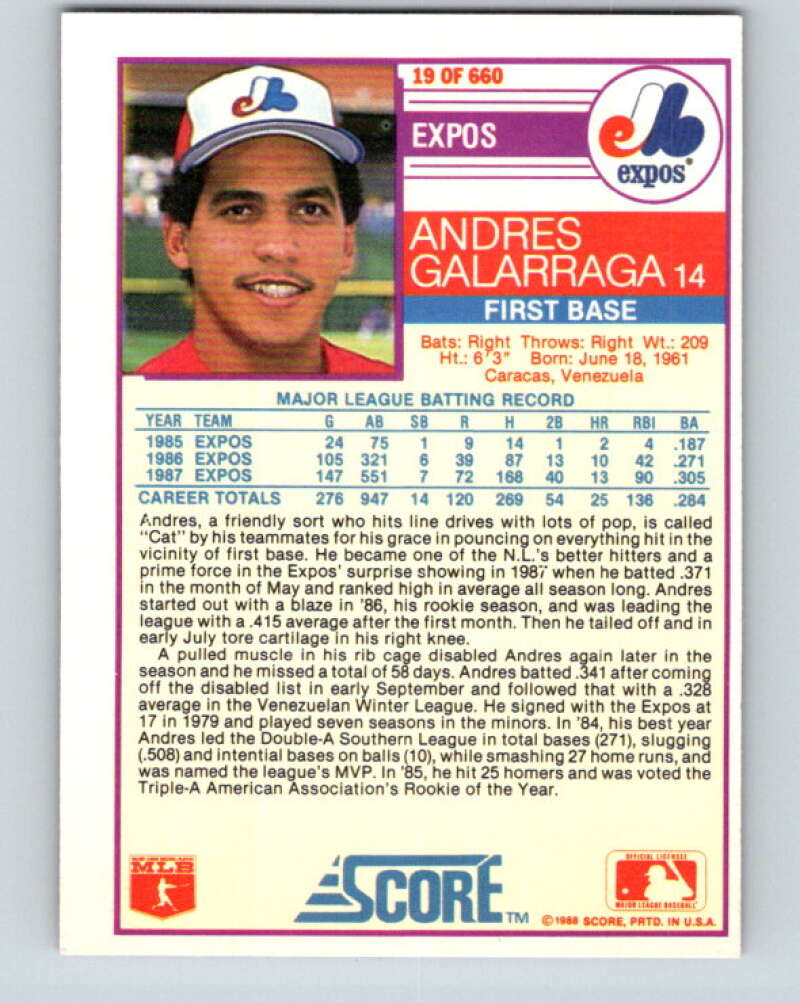 19 OF 660
EXPOS
eb
expos
ANDRES
GALARRAGA 14
FIRST BASE
Bats: Right Throws: Right Wt.: 209
Ht.: 6'3" Born: June 18, 1961
Caracas, Venezuela
MAJOR LEAGUE BATTING RECORD
YEAR TEAM G AB SB R H 2B HR RBI BA
1985 EXPOS 24 75 1 9 14 1 2 4 .187
1986 EXPOS 105 321 6 39 87 13 10 42 .271
1987 EXPOS 147 551 7 72 168 40 13 90 .305
CAREER TOTALS 276 947 14 120 269 54 25 136 .284
Andres, a friendly sort who hits line drives with lots of pop, is called
"Cat" by his teammates for his grace in pouncing on everything hit in the
vicinity of first base. He became one of the N.L.'s better hitters and a
prime force in the Expos' surprise showing in 1987 when he batted .371
in the month of May and ranked high in average all season long. Andres
started out with a blaze in '86, his rookie season, and was leading the
league with a .415 average after the first month. Then he tailed off and in
early July tore cartilage in his right knee.
A pulled muscle in his rib cage disabled Andres again later in the
season and he missed a total of 58 days. Andres batted .341 after coming
off the disabled list in early September and followed that with a .328
average in the Venezuelan Winter League. He signed with the Expos at
17 in 1979 and played seven seasons in the minors. In '84, his best year
Andres led the Double-A Southern League in total bases (271), slugging
(.508) and intential bases on balls (10), while smashing 27 home runs, and
was named the league's MVP. In '85, he hit 25 homers and was voted the
Triple-A American Association's Rookie of the Year.
MLB
SCORE TM
OFFICIAL LICENSEE
MAJOR LEAGUE BASEBALL
©1988 SCORE, PRTD. IN U.S.A.